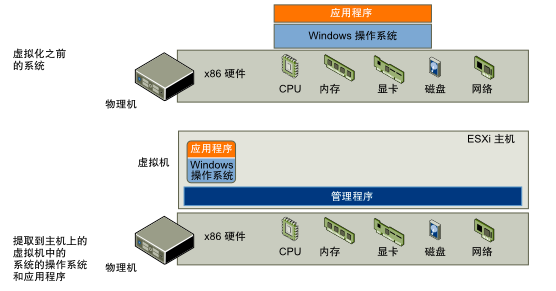 应用程序
Windows 操作系统
虚拟化之前
的系统
x86 硬件
CPU
内存
显卡
磁盘
网络
物理机
ESXi 主机
虚拟机
应用程序
Windows
操作系统
管理程序
x86 硬件
CPU
内存
显卡
磁盘
网络
物理机
提取到主机上的
虚拟机中的
系统的操作系统
和应用程序